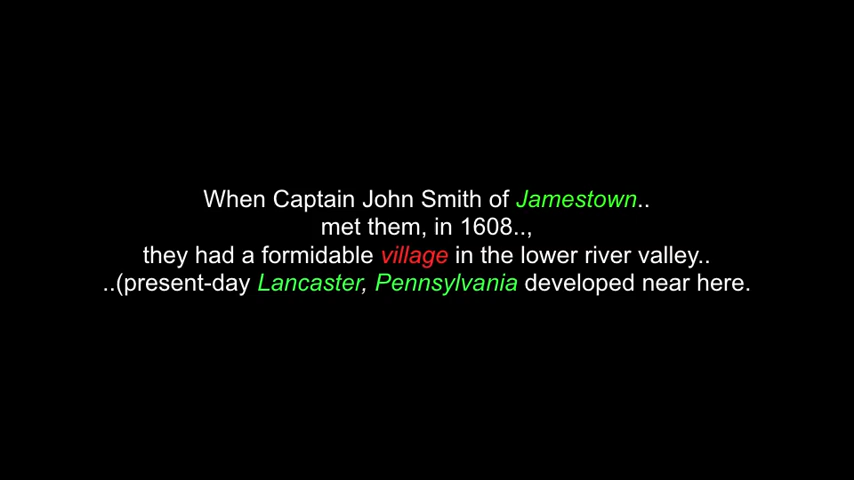 When Captain John Smith of Jamestown..
met them, in 1608..,
they had a formidable village in the lower river valley..
..(present-day Lancaster, Pennsylvania developed near here.